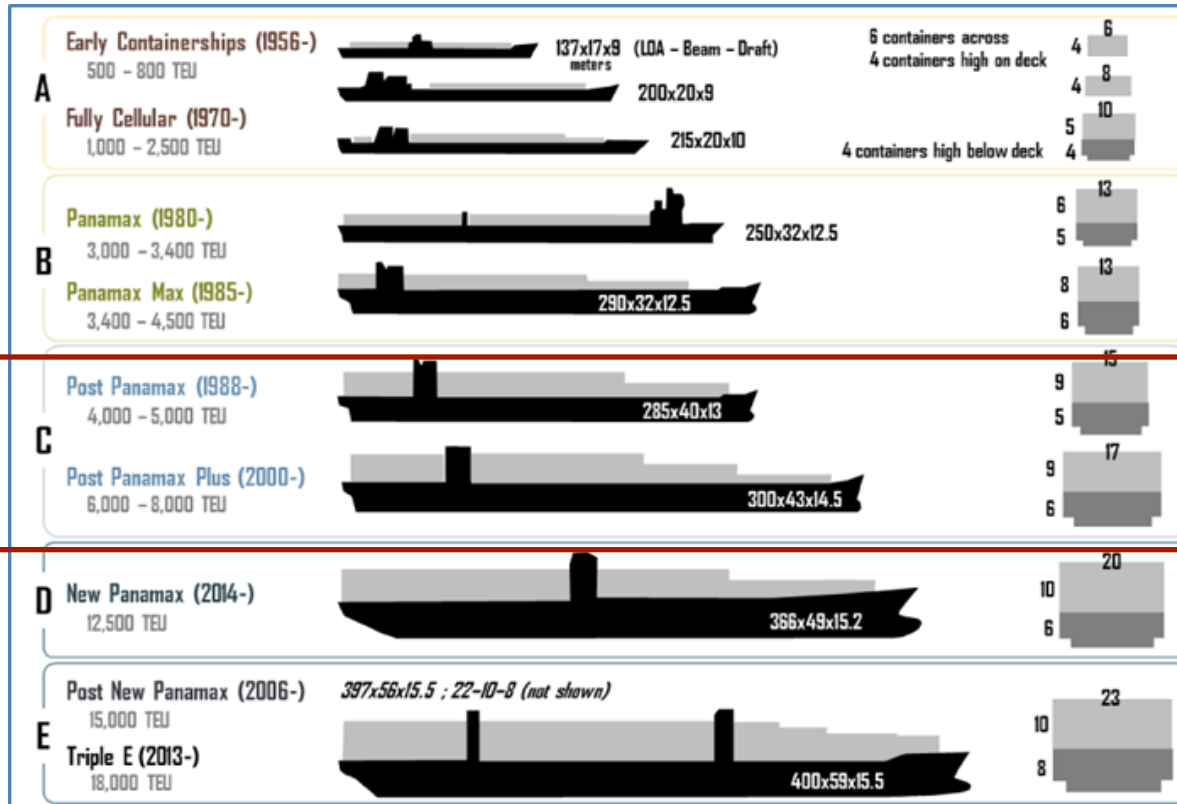 A
Early Containerships (1956-)
500 – 800 TEU
137x17x9 (LOA – Beam – Draft)
meters
6 containers across
4 containers high on deck
6
4
200x20x9
8
4
Fully Cellular (1970-)
1,000 – 2,500 TEU
215x20x10
4 containers high below deck
10
5
4
B
Panamax (1980-)
3,000 – 3,400 TEU
250x32x12.5
13
6
5
Panamax Max (1985-)
3,400 – 4,500 TEU
290x32x12.5
13
8
6
C
Post Panamax (1988-)
4,000 – 5,000 TEU
285x40x13
15
9
5
Post Panamax Plus (2000-)
6,000 – 8,000 TEU
300x43x14.5
17
9
6
D
New Panamax (2014-)
12,500 TEU
366x49x15.2
20
10
6
E
Post New Panamax (2006-)
15,000 TEU
397x56x15.5 ; 22-10-8 (not shown)
Triple E (2013-)
18,000 TEU
400x59x15.5
23
10
8